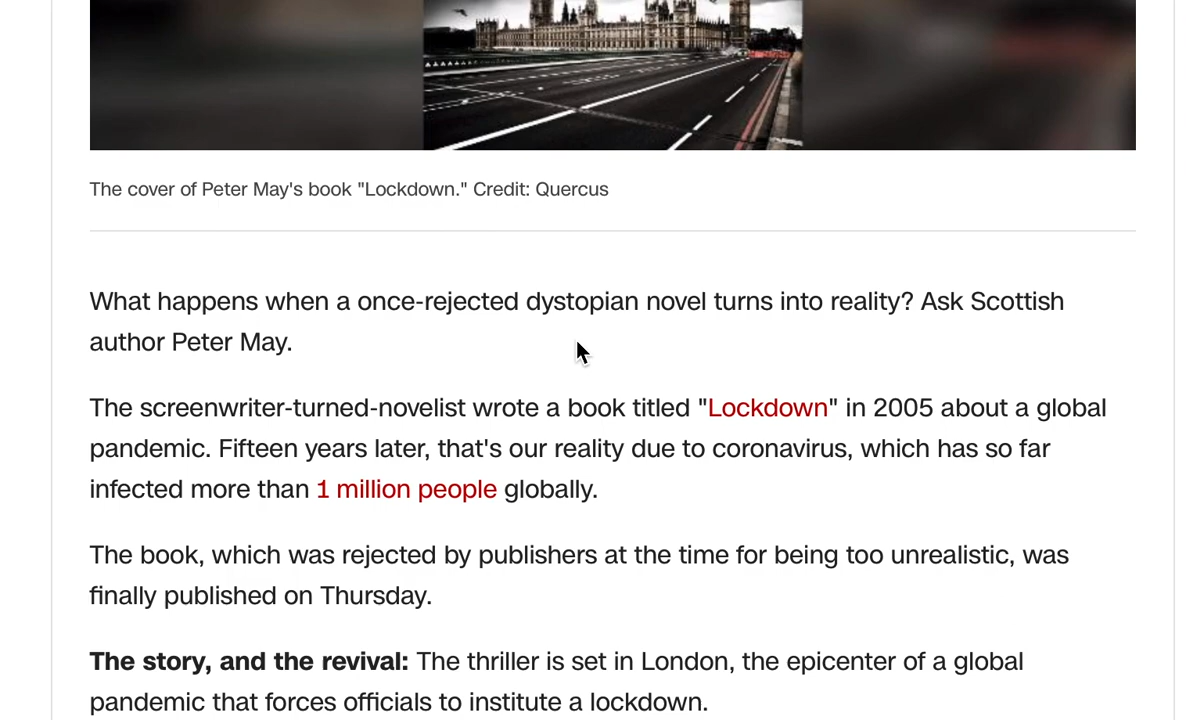 The cover of Peter May's book "Lockdown." Credit: Quercus
What happens when a once-rejected dystopian novel turns into reality? Ask Scottish
author Peter May.
The screenwriter-turned-novelist wrote a book titled "Lockdown" in 2005 about a global
pandemic. Fifteen years later, that's our reality due to coronavirus, which has so far
infected more than 1 million people globally.
The book, which was rejected by publishers at the time for being too unrealistic, was
finally published on Thursday.
The story, and the revival: The thriller is set in London, the epicenter of a global
pandemic that forces officials to institute a lockdown.